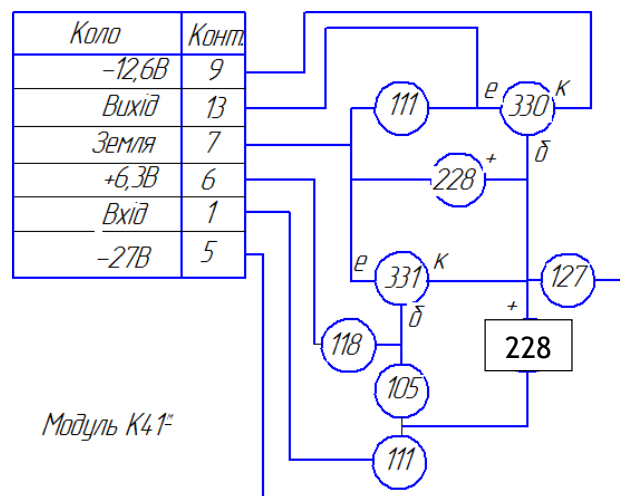 Коло Конт.
−12,6В 9
Вихід 13
Земля 7
+6,3В 6
Вхід 1
−27В 5
111 е 330 к
б
228 +
е 331 к 127
б +
118 228
105
Модуль К41"
111